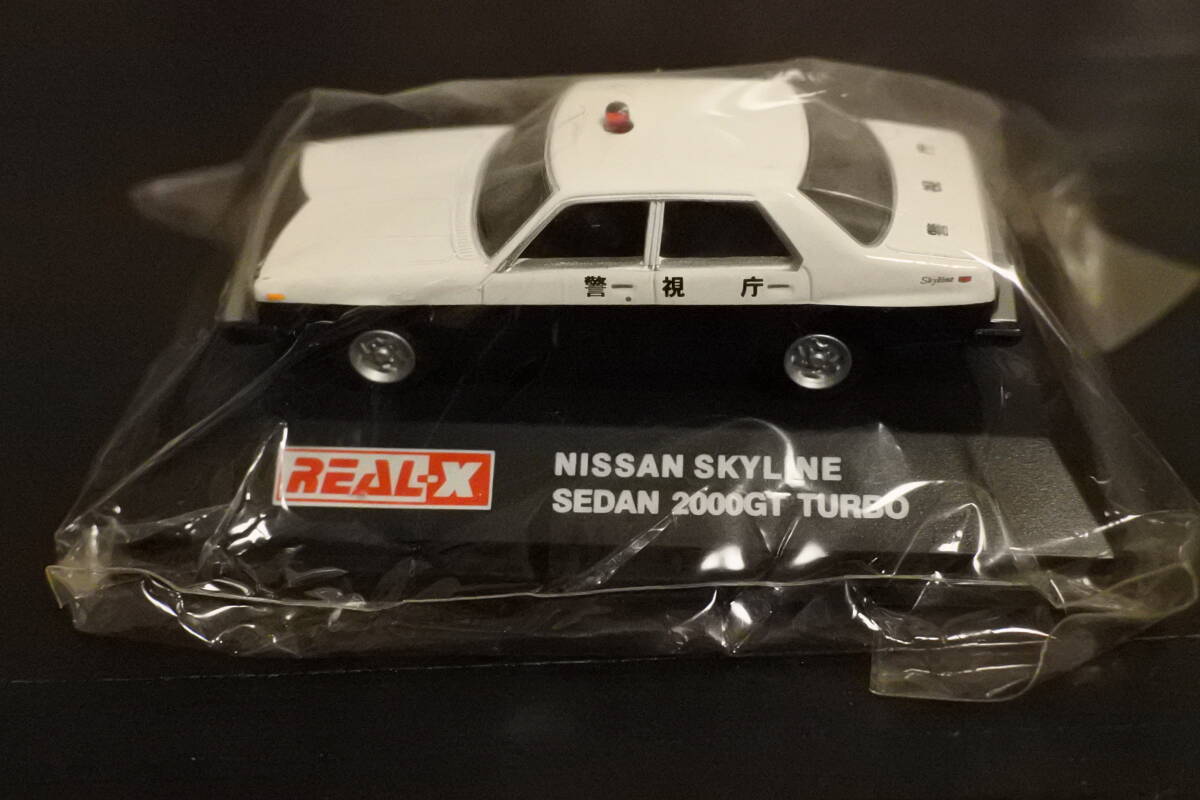 警視庁
Skyline
REAL-X
NISSAN SKYLINE
SEDAN 2000GT TURBO